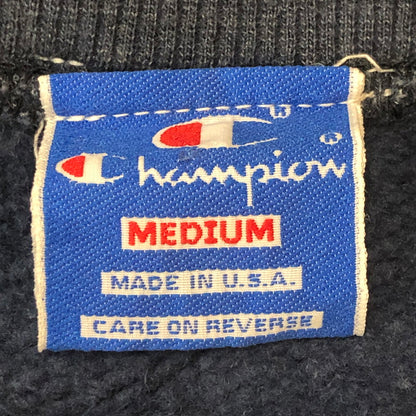 ®
Champion®
MEDIUM
MADE IN U.S.A.
CARE ON REVERSE